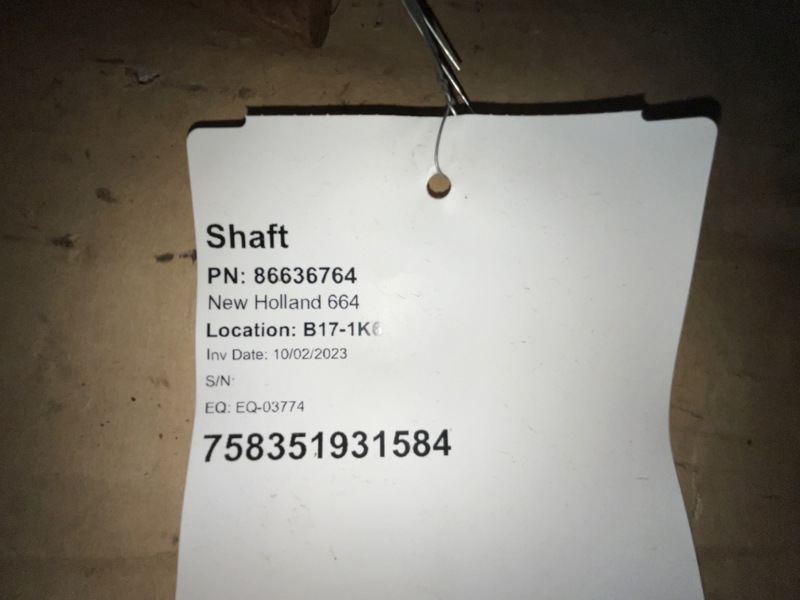 Shaft
PN: 86636764
New Holland 664
Location: B17-1K6
Inv Date: 10/02/2023
S/N:
EQ: EQ-03774
758351931584